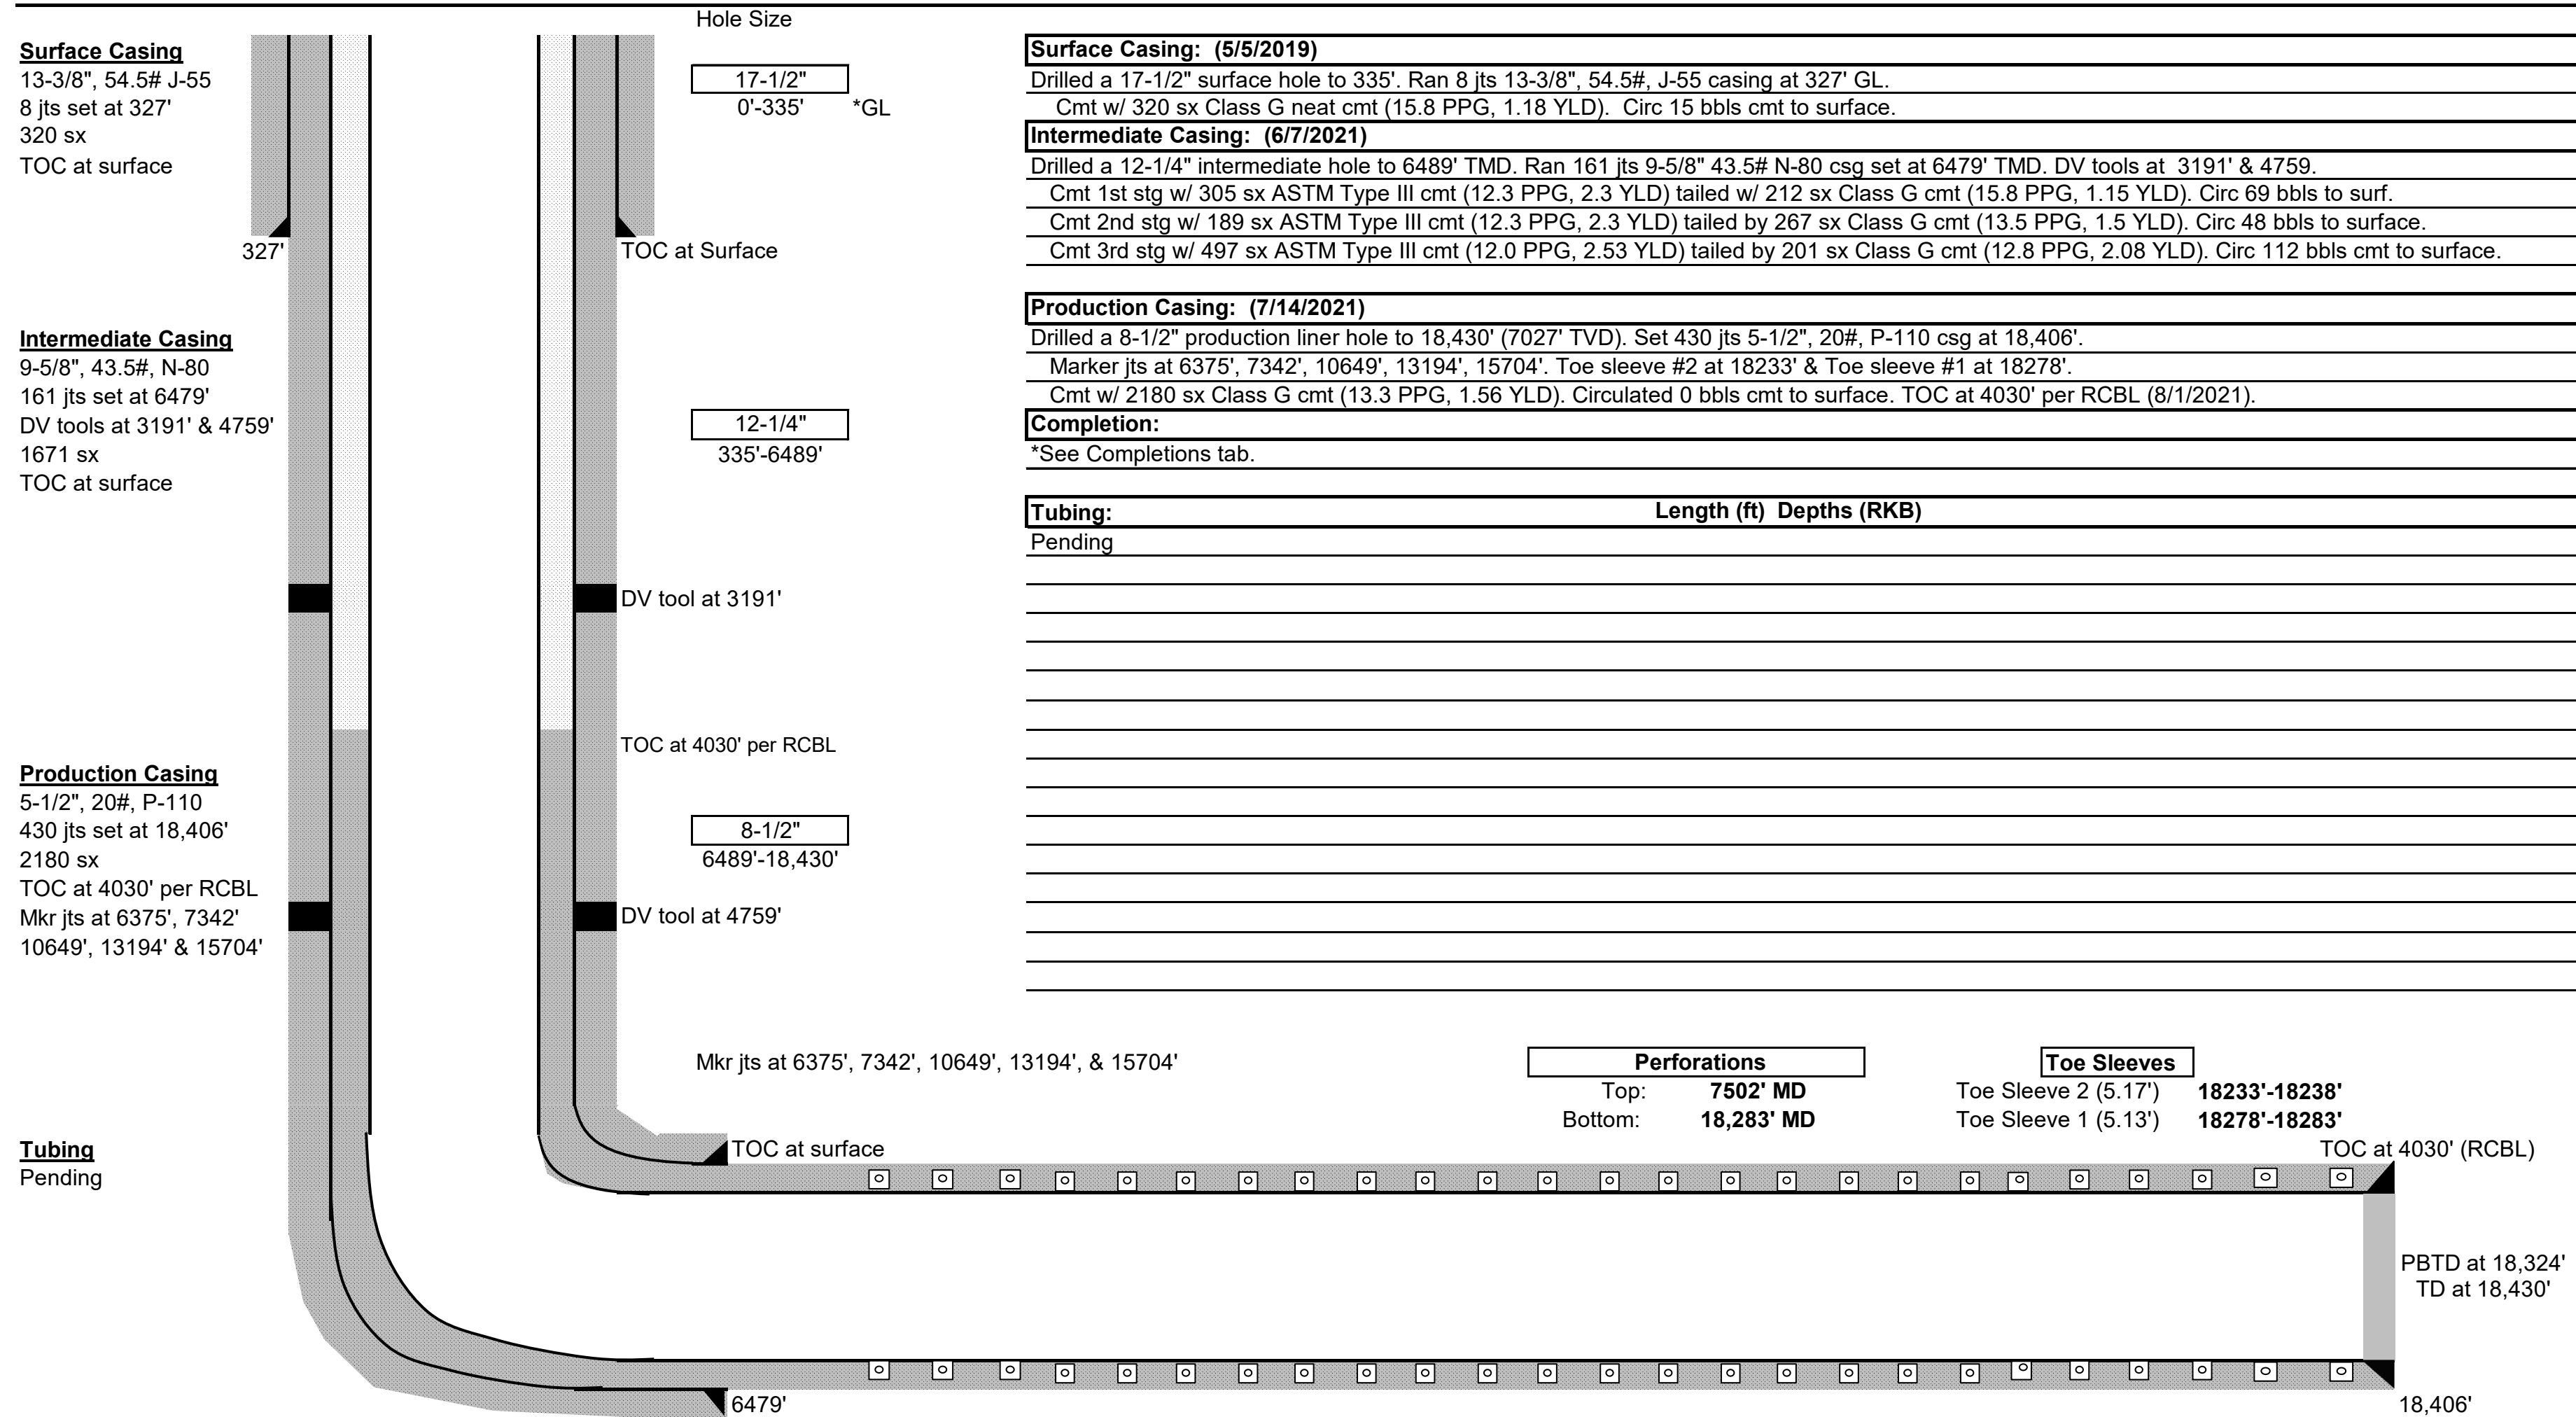 Hole Size
Surface Casing
13-3/8", 54.5# J-55
8 jts set at 327'
320 sx
TOC at surface
17-1/2"
0'-335' *GL
327'
TOC at Surface
Intermediate Casing
9-5/8", 43.5#, N-80
161 jts set at 6479'
DV tools at 3191' & 4759'
1671 sx
TOC at surface
12-1/4"
335'-6489'
DV tool at 3191'
TOC at 4030' per RCBL
Production Casing
5-1/2", 20#, P-110
430 jts set at 18,406'
2180 sx
TOC at 4030' per RCBL
Mkr jts at 6375', 7342'
10649', 13194' & 15704'
8-1/2"
6489'-18,430'
DV tool at 4759'
Surface Casing: (5/5/2019)
Drilled a 17-1/2" surface hole to 335'. Ran 8 jts 13-3/8", 54.5#, J-55 casing at 327' GL.
Cmt w/ 320 sx Class G neat cmt (15.8 PPG, 1.18 YLD). Circ 15 bbls cmt to surface.
Intermediate Casing: (6/7/2021)
Drilled a 12-1/4" intermediate hole to 6489' TMD. Ran 161 jts 9-5/8" 43.5# N-80 csg set at 6479' TMD. DV tools at 3191' & 4759.
Cmt 1st stg w/ 305 sx ASTM Type III cmt (12.3 PPG, 2.3 YLD) tailed w/ 212 sx Class G cmt (15.8 PPG, 1.15 YLD). Circ 69 bbls to surf.
Cmt 2nd stg w/ 189 sx ASTM Type III cmt (12.3 PPG, 2.3 YLD) tailed by 267 sx Class G cmt (13.5 PPG, 1.5 YLD). Circ 48 bbls to surface.
Cmt 3rd stg w/ 497 sx ASTM Type III cmt (12.0 PPG, 2.53 YLD) tailed by 201 sx Class G cmt (12.8 PPG, 2.08 YLD). Circ 112 bbls cmt to surface.
Production Casing: (7/14/2021)
Drilled a 8-1/2" production liner hole to 18,430' (7027' TVD). Set 430 jts 5-1/2", 20#, P-110 csg at 18,406'.
Marker jts at 6375', 7342', 10649', 13194', 15704'. Toe sleeve #2 at 18233' & Toe sleeve #1 at 18278'.
Cmt w/ 2180 sx Class G cmt (13.3 PPG, 1.56 YLD). Circulated 0 bbls cmt to surface. TOC at 4030' per RCBL (8/1/2021).
Completion:
*See Completions tab.
Tubing: Length (ft) Depths (RKB)
Pending
Mkr jts at 6375', 7342', 10649', 13194', & 15704'
Perforations
Top: 7502' MD
Bottom: 18,283' MD
Toe Sleeves
Toe Sleeve 2 (5.17') 18233'-18238'
Toe Sleeve 1 (5.13') 18278'-18283'
Tubing
Pending
TOC at surface
TOC at 4030' (RCBL)
PBTD at 18,324'
TD at 18,430'
6479'
18,406'